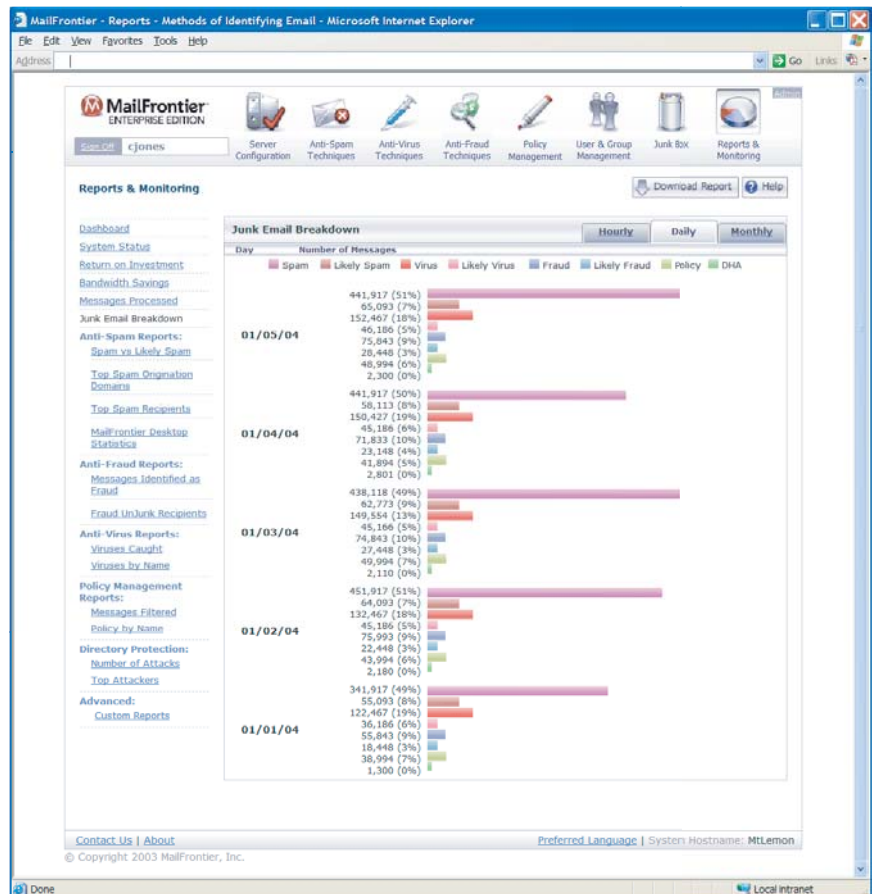 MailFrontier - Reports - Methods of Identifying Email - Microsoft Internet Explorer
File Edit View Favorites Tools Help
Address Go Links
MailFrontier
ENTERPRISE EDITION
Sign Off cjones
Server Configuration
Anti-Spam Techniques
Anti-Virus Techniques
Anti-Fraud Techniques
Policy Management
User & Group Management
Junk Box
Reports & Monitoring
Admin
Reports & Monitoring
Download Report Help
Dashboard
System Status
Return on Investment
Bandwidth Savings
Messages Processed
Junk Email Breakdown
Anti-Spam Reports:
Spam vs Likely Spam
Top Spam Origination
Domains
Top Spam Recipients
MailFrontier Desktop
Statistics
Anti-Fraud Reports:
Messages Identified as
Fraud
Fraud UnJunk Recipients
Anti-Virus Reports:
Viruses Caught
Viruses by Name
Policy Management
Reports:
Messages Filtered
Policy by Name
Directory Protection:
Number of Attacks
Top Attackers
Advanced:
Custom Reports
Junk Email Breakdown Hourly Daily Monthly
Day Number of Messages
Spam Likely Spam Virus Likely Virus Fraud Likely Fraud Policy DHA
01/05/04
441,917 (51%)
65,093 (7%)
152,467 (18%)
46,186 (5%)
75,843 (9%)
28,448 (3%)
48,994 (6%)
2,300 (0%)
01/04/04
441,917 (50%)
58,113 (8%)
150,427 (19%)
45,186 (6%)
71,833 (10%)
23,148 (4%)
41,894 (5%)
2,801 (0%)
01/03/04
438,118 (49%)
62,773 (9%)
149,554 (13%)
45,166 (5%)
74,843 (10%)
27,448 (3%)
49,994 (7%)
2,110 (0%)
01/02/04
451,917 (51%)
64,093 (7%)
132,467 (18%)
45,186 (5%)
75,993 (9%)
22,448 (3%)
43,994 (6%)
2,180 (0%)
01/01/04
341,917 (49%)
55,093 (8%)
122,467 (19%)
36,186 (6%)
55,843 (9%)
18,448 (3%)
38,994 (7%)
1,300 (0%)
Contact Us | About Preferred Language | System Hostname: MtLemon
© Copyright 2003 MailFrontier, Inc.
Done Local intranet